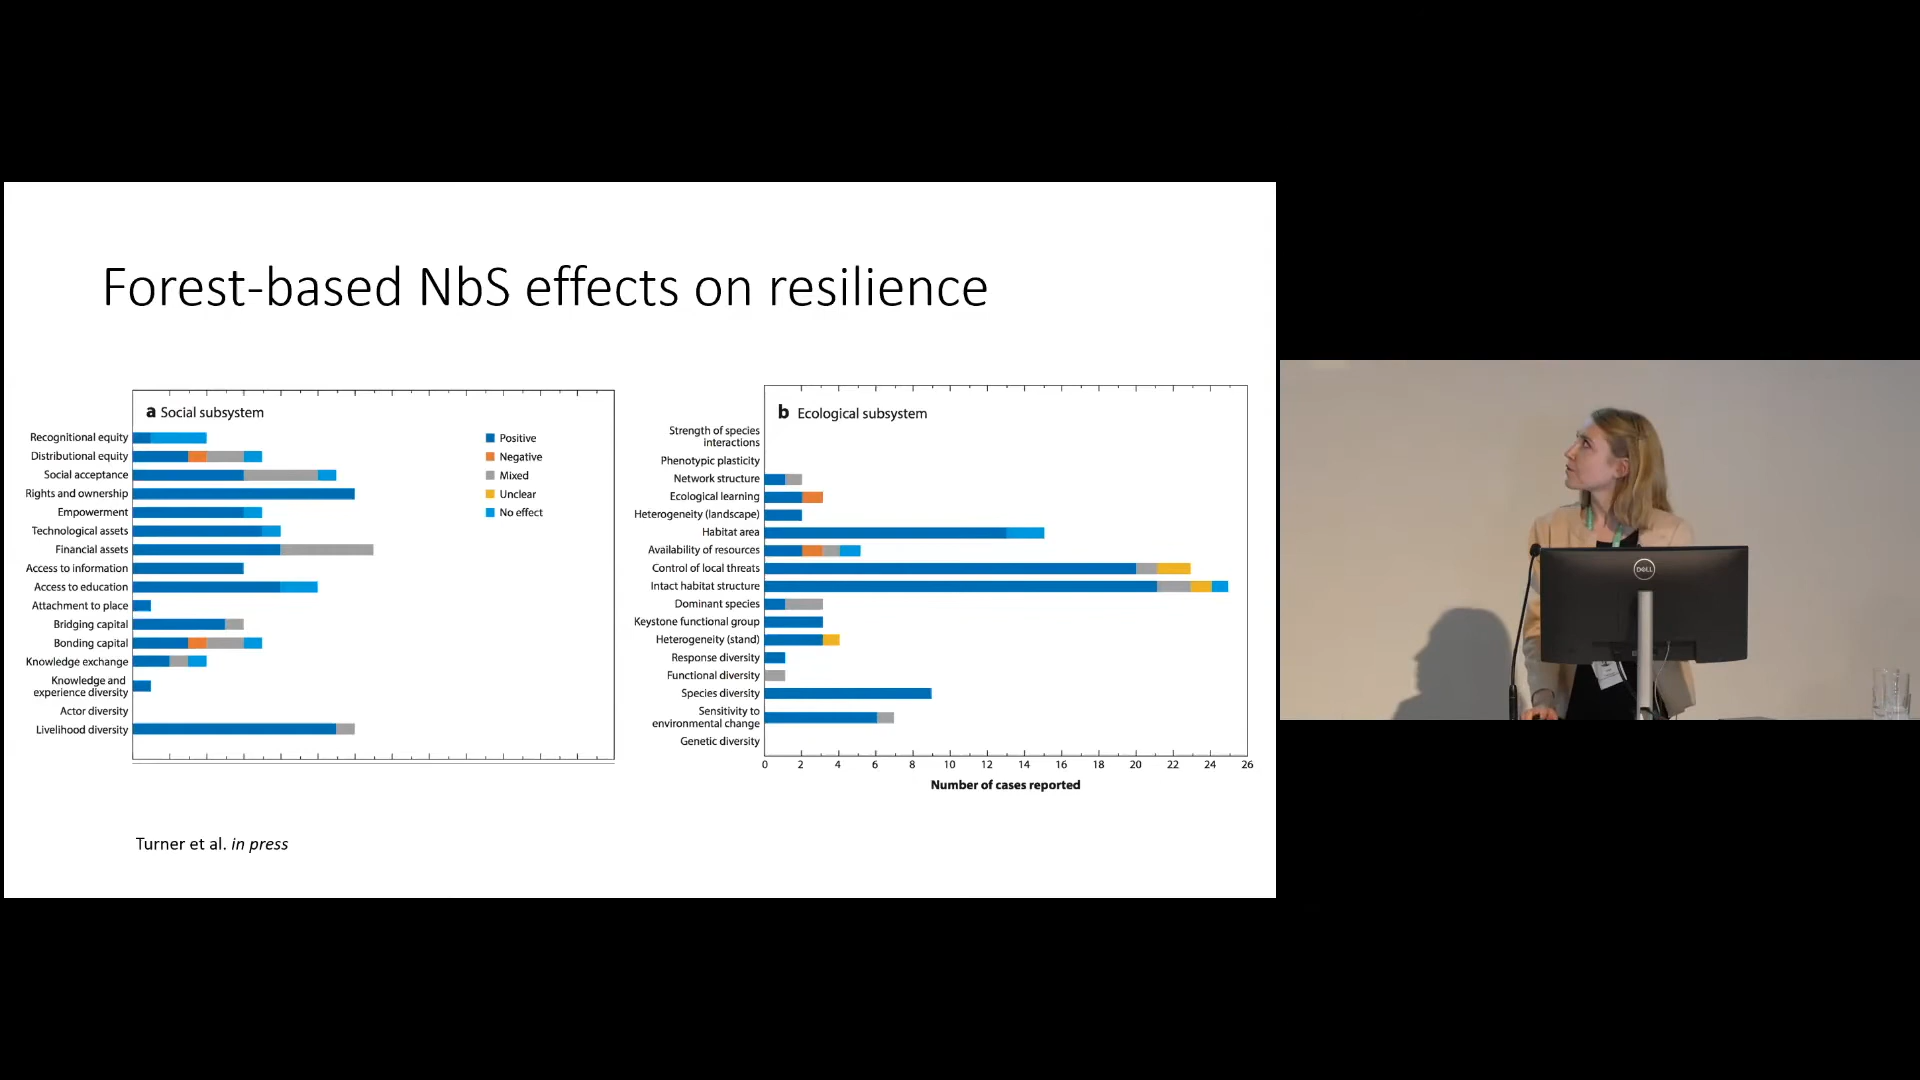 Forest-based NbS effects on resilience
a Social subsystem
Recognitional equity
Distributional equity
Social acceptance
Rights and ownership
Empowerment
Technological assets
Financial assets
Access to information
Access to education
Attachment to place
Bridging capital
Bonding capital
Knowledge exchange
Knowledge and
experience diversity
Actor diversity
Livelihood diversity
Positive
Negative
Mixed
Unclear
No effect
b Ecological subsystem
Strength of species
interactions
Phenotypic plasticity
Network structure
Ecological learning
Heterogeneity (landscape)
Habitat area
Availability of resources
Control of local threats
Intact habitat structure
Dominant species
Keystone functional group
Heterogeneity (stand)
Response diversity
Functional diversity
Species diversity
Sensitivity to
environmental change
Genetic diversity
0 2 4 6 8 10 12 14 16 18 20 22 24 26
Number of cases reported
Turner et al. in press
DELL